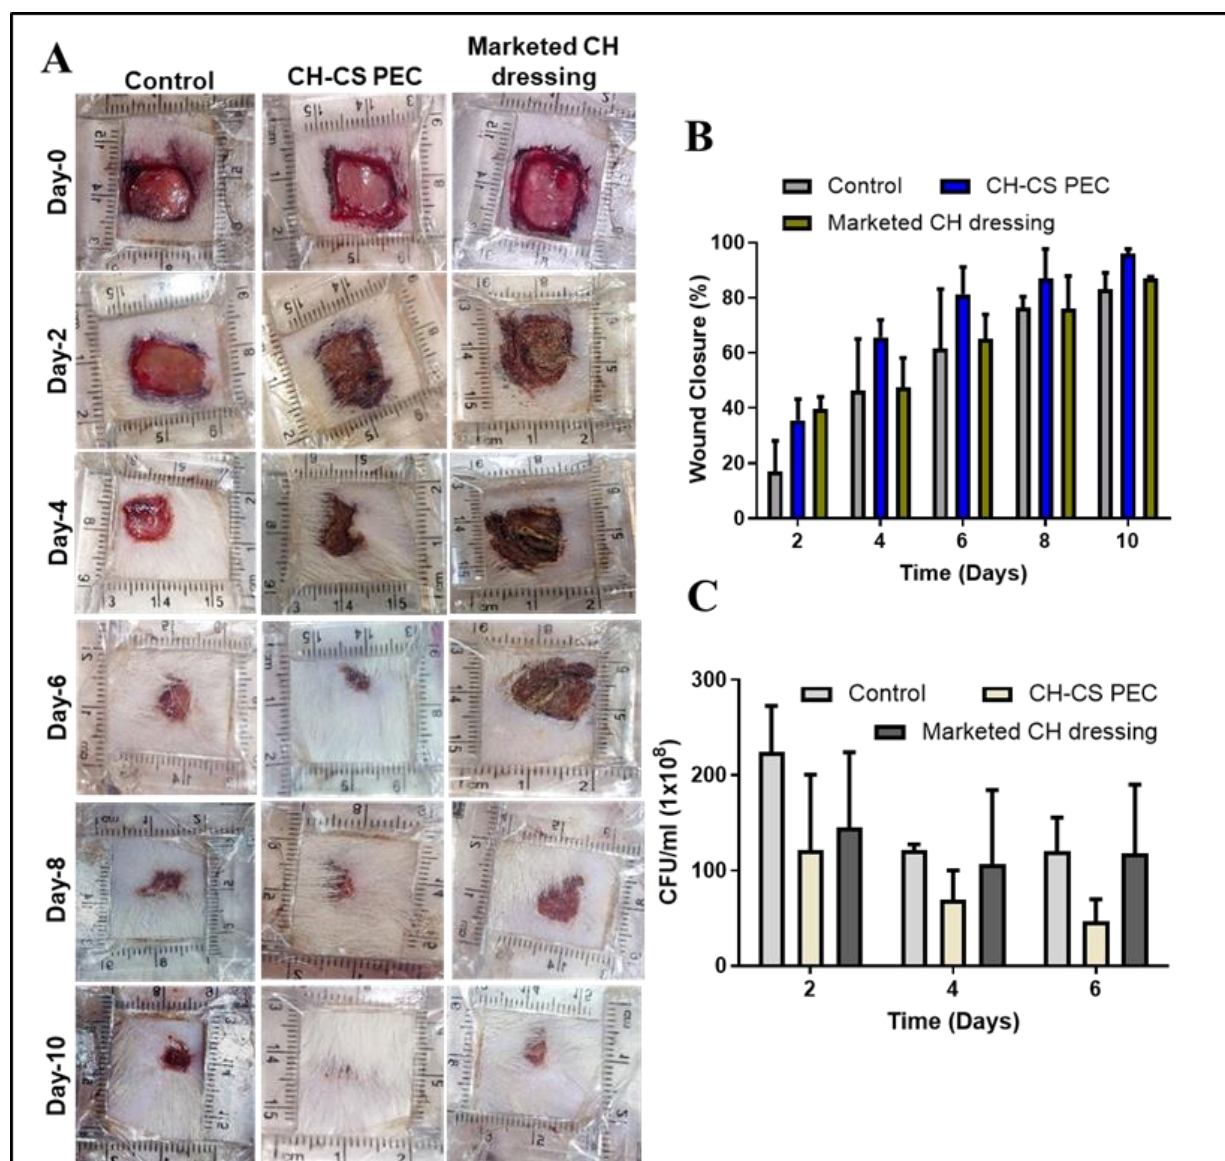 A
Control
CH-CS PEC
Marketed CH
dressing
Day-0
Day-2
Day-4
Day-6
Day-8
Day-10
B
Control
CH-CS PEC
Marketed CH dressing
Wound Closure (%)
100
80
60
40
20
0
2 4 6 8 10
Time (Days)
C
Control
CH-CS PEC
Marketed CH dressing
CFU/ml (1x10⁸)
300
200
100
0
2 4 6
Time (Days)